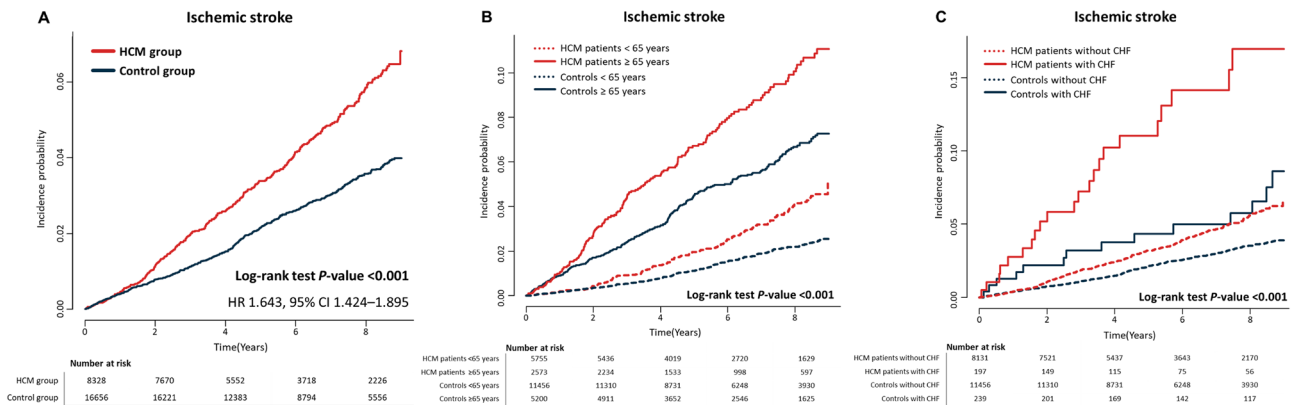 A
Ischemic stroke
HCM group
Control group
Incidence probability
0.00
0.02
0.04
0.06
Log-rank test P-value <0.001
HR 1.643, 95% CI 1.424–1.895
0 2 4 6 8
Time(Years)
Number at risk
HCM group 8328 7670 5552 3718 2226
Control group 16656 16221 12383 8794 5556
B
Ischemic stroke
HCM patients < 65 years
HCM patients ≥ 65 years
Controls < 65 years
Controls ≥ 65 years
Incidence probability
0.00
0.02
0.04
0.06
0.08
0.10
Log-rank test P-value <0.001
0 2 4 6 8
Time(Years)
Number at risk
HCM patients <65 years 5755 5436 4019 2720 1629
HCM patients ≥65 years 2573 2234 1533 998 597
Controls <65 years 11456 11310 8731 6248 3930
Controls ≥65 years 5200 4911 3652 2546 1625
C
Ischemic stroke
HCM patients without CHF
HCM patients with CHF
Controls without CHF
Controls with CHF
Incidence probability
0.00
0.05
0.10
0.15
Log-rank test P-value <0.001
0 2 4 6 8
Time(Years)
Number at risk
HCM patients without CHF 8131 7521 5437 3643 2170
HCM patients with CHF 197 149 115 75 56
Controls without CHF 11456 11310 8731 6248 3930
Controls with CHF 239 201 169 142 117